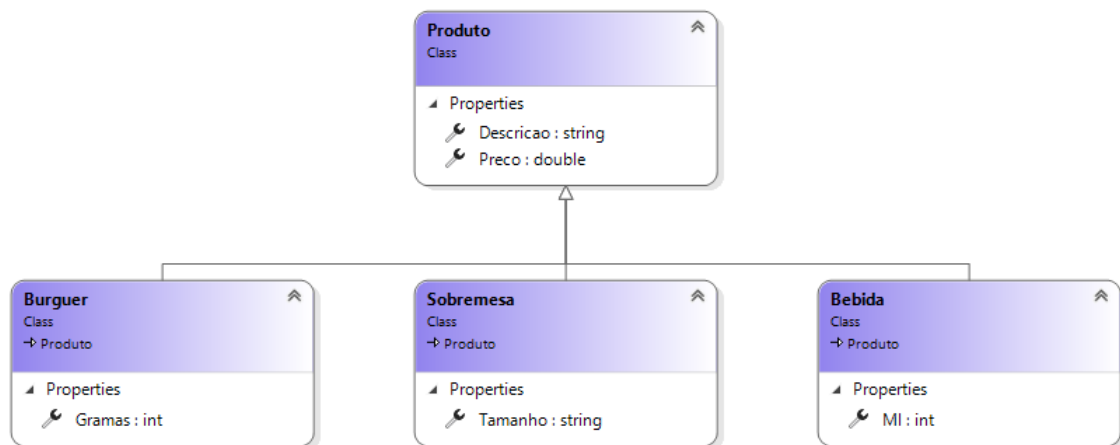 Produto
Class
Properties
Descricao : string
Preco : double
Burguer
Class
Produto
Properties
Gramas : int
Sobremesa
Class
Produto
Properties
Tamanho : string
Bebida
Class
Produto
Properties
Ml : int